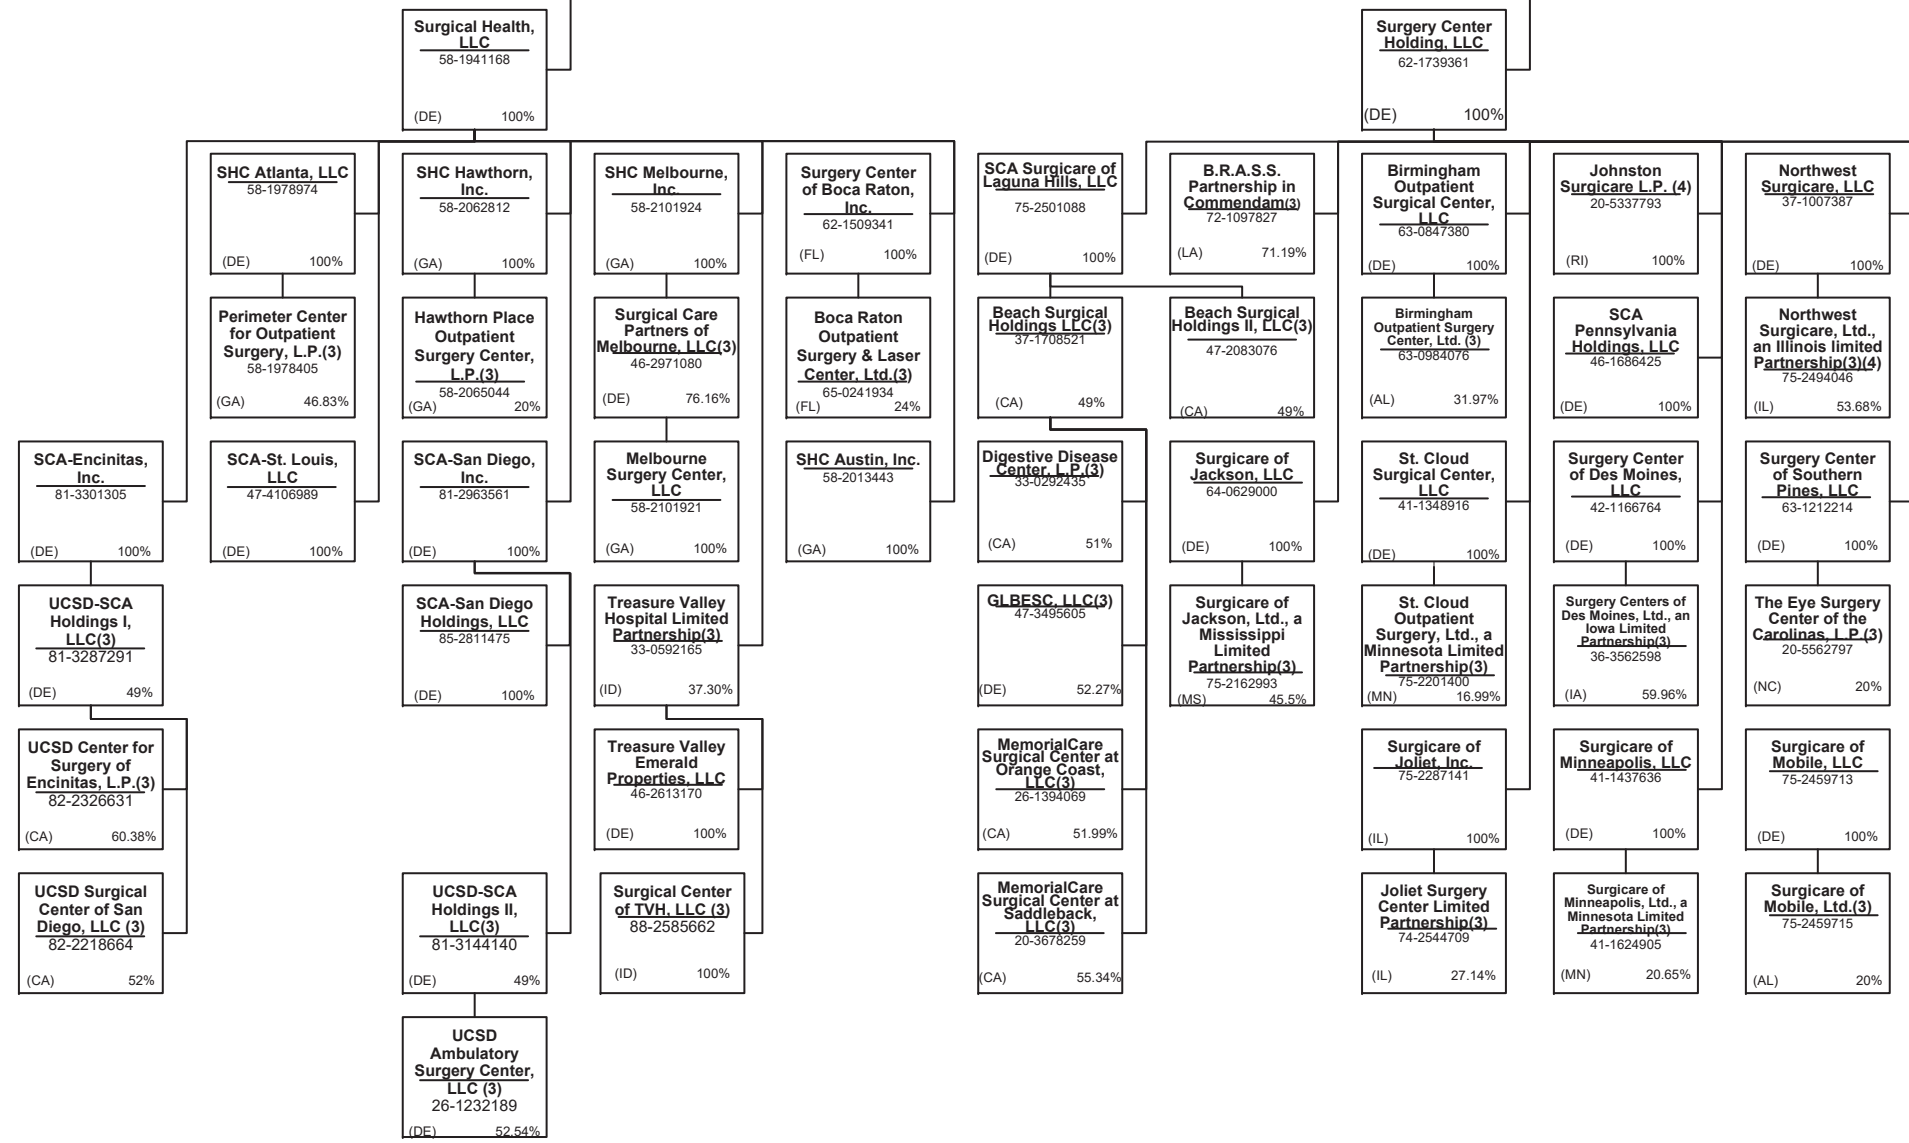 Surgical Health,
LLC
58-1941168
(DE) 100%
Surgery Center
Holding, LLC
62-1739361
(DE) 100%
SHC Atlanta, LLC
58-1978974
(DE) 100%
SHC Hawthorn,
Inc.
58-2062812
(GA) 100%
SHC Melbourne,
Inc.
58-2101924
(GA) 100%
Surgery Center
of Boca Raton,
Inc.
62-1509341
(FL) 100%
SCA Surgicare of
Laguna Hills, LLC
75-2501088
(DE) 100%
B.R.A.S.S.
Partnership in
Commendam(3)
72-1097827
(LA) 71.19%
Birmingham
Outpatient
Surgical Center,
LLC
63-0847380
(DE) 100%
Johnston
Surgicare L.P. (4)
20-5337793
(RI) 100%
Northwest
Surgicare, LLC
37-1007387
(DE) 100%
Perimeter Center
for Outpatient
Surgery, L.P.(3)
58-1978405
(GA) 46.83%
Hawthorn Place
Outpatient
Surgery Center,
L.P.(3)
58-2065044
(GA) 20%
Surgical Care
Partners of
Melbourne, LLC(3)
46-2971080
(DE) 76.16%
Boca Raton
Outpatient
Surgery & Laser
Center, Ltd.(3)
65-0241934
(FL) 24%
Beach Surgical
Holdings LLC(3)
37-1708521
(CA) 49%
Beach Surgical
Holdings II, LLC(3)
47-2083076
(CA) 49%
Birmingham
Outpatient Surgery
Center, Ltd. (3)
63-0984076
(AL) 31.97%
SCA
Pennsylvania
Holdings, LLC
46-1686425
(DE) 100%
Northwest
Surgicare, Ltd.,
an Illinois limited
Partnership(3)(4)
75-2494046
(IL) 53.68%
SCA-Encinitas,
Inc.
81-3301305
(DE) 100%
SCA-St. Louis,
LLC
47-4106989
(DE) 100%
SCA-San Diego,
Inc.
81-2963561
(DE) 100%
Melbourne
Surgery Center,
LLC
58-2101921
(GA) 100%
SHC Austin, Inc.
58-2013443
(GA) 100%
Digestive Disease
Center, L.P.(3)
33-0292435
(CA) 51%
Surgicare of
Jackson, LLC
64-0629000
(DE) 100%
St. Cloud
Surgical Center,
LLC
41-1348916
(DE) 100%
Surgery Center
of Des Moines,
LLC
42-1166764
(DE) 100%
Surgery Center
of Southern
Pines, LLC
63-1212214
(DE) 100%
UCSD-SCA
Holdings I,
LLC(3)
81-3287291
(DE) 49%
SCA-San Diego
Holdings, LLC
85-2811475
(DE) 100%
Treasure Valley
Hospital Limited
Partnership(3)
33-0592165
(ID) 37.30%
GLBESC, LLC(3)
47-3495605
(DE) 52.27%
Surgicare of
Jackson, Ltd., a
Mississippi
Limited
Partnership(3)
75-2162993
(MS) 45.5%
St. Cloud
Outpatient
Surgery, Ltd., a
Minnesota Limited
Partnership(3)
75-2201400
(MN) 16.99%
Surgery Centers of
Des Moines, Ltd., an
Iowa Limited
Partnership(3)
36-3562598
(IA) 59.96%
The Eye Surgery
Center of the
Carolinas, L.P.(3)
20-5562797
(NC) 20%
UCSD Center for
Surgery of
Encinitas, L.P.(3)
82-2326631
(CA) 60.38%
Treasure Valley
Emerald
Properties, LLC
46-2613170
(DE) 100%
MemorialCare
Surgical Center at
Orange Coast,
LLC(3)
26-1394069
(CA) 51.99%
Surgicare of
Joliet, Inc.
75-2287141
(IL) 100%
Surgicare of
Minneapolis, LLC
41-1437636
(DE) 100%
Surgicare of
Mobile, LLC
75-2459713
(DE) 100%
UCSD Surgical
Center of San
Diego, LLC (3)
82-2218664
(CA) 52%
UCSD-SCA
Holdings II,
LLC(3)
81-3144140
(DE) 49%
Surgical Center
of TVH, LLC (3)
88-2585662
(ID) 100%
MemorialCare
Surgical Center at
Saddleback,
LLC(3)
20-3678259
(CA) 55.34%
Joliet Surgery
Center Limited
Partnership(3)
74-2544709
(IL) 27.14%
Surgicare of
Minneapolis, Ltd., a
Minnesota Limited
Partnership(3)
41-1624905
(MN) 20.65%
Surgicare of
Mobile, Ltd.(3)
75-2459715
(AL) 20%
UCSD
Ambulatory
Surgery Center,
LLC (3)
26-1232189
(DE) 52.54%